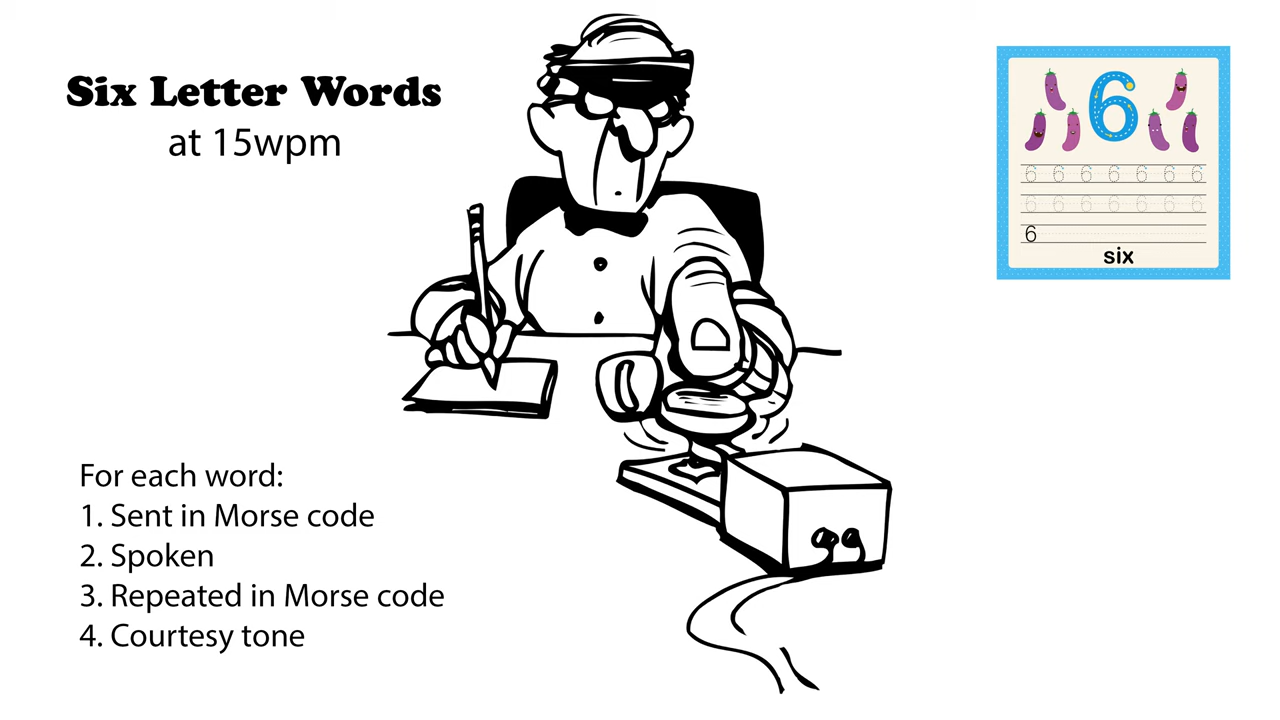 Six Letter Words
at 15wpm
6
6 6 6 6 6 6 6
6 6 6 6 6 6 6
6
six
For each word:
1. Sent in Morse code
2. Spoken
3. Repeated in Morse code
4. Courtesy tone